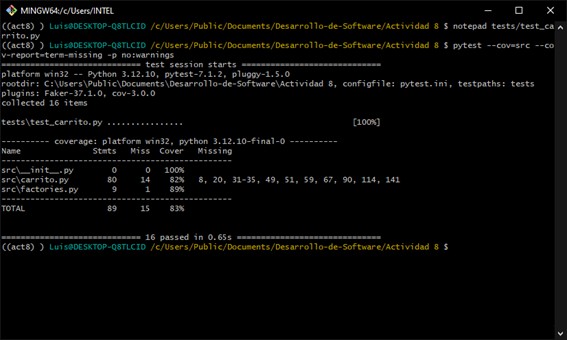 MINGW64:/c/Users/INTEL
((act8) ) Luis@DESKTOP-Q8TLCID /c/Users/Public/Documents/Desarrollo-de-Software/Actividad 8 $ notepad tests/test_ca
rrito.py
((act8) ) Luis@DESKTOP-Q8TLCID /c/Users/Public/Documents/Desarrollo-de-Software/Actividad 8 $ pytest --cov=src --co
v-report=term-missing -p no:warnings
============================= test session starts =============================
platform win32 -- Python 3.12.10, pytest-7.1.2, pluggy-1.5.0
rootdir: C:\Users\Public\Documents\Desarrollo-de-Software\Actividad 8, configfile: pytest.ini, testpaths: tests
plugins: Faker-37.1.0, cov-3.0.0
collected 16 items
tests\test_carrito.py ................ [100%]
---------- coverage: platform win32, python 3.12.10-final-0 ----------
Name Stmts Miss Cover Missing
-------------------------------------------------
src\__init__.py 0 0 100%
src\carrito.py 80 14 82% 8, 20, 31-35, 49, 51, 59, 67, 90, 114, 141
src\factories.py 9 1 89%
-------------------------------------------------
TOTAL 89 15 83%
============================= 16 passed in 0.65s ==============================
((act8) ) Luis@DESKTOP-Q8TLCID /c/Users/Public/Documents/Desarrollo-de-Software/Actividad 8 $